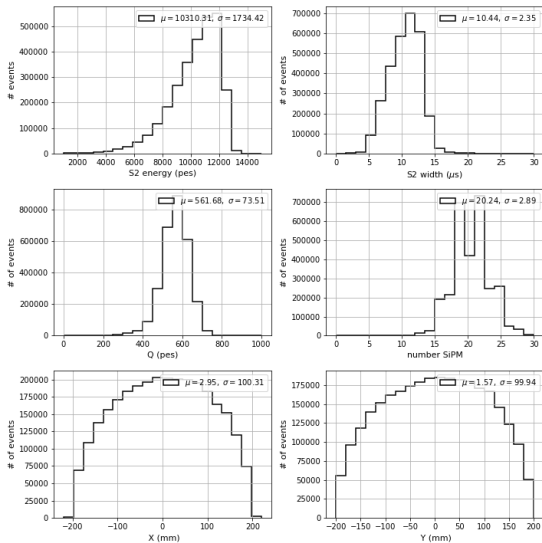 μ = 10310.31, σ = 1734.42
# events
500000
400000
300000
200000
100000
0
2000 4000 6000 8000 10000 12000 14000
S2 energy (pes)
μ = 10.44, σ = 2.35
# of events
700000
600000
500000
400000
300000
200000
100000
0
0 5 10 15 20 25 30
S2 width (μs)
μ = 561.68, σ = 73.51
# of events
800000
600000
400000
200000
0
0 200 400 600 800 1000
Q (pes)
μ = 20.24, σ = 2.89
# of events
700000
600000
500000
400000
300000
200000
100000
0
0 5 10 15 20 25 30
number SiPM
μ = 2.95, σ = 100.31
# of events
200000
175000
150000
125000
100000
75000
50000
25000
0
−200 −100 0 100 200
X (mm)
μ = 1.57, σ = 99.94
# of events
175000
150000
125000
100000
75000
50000
25000
0
−200 −150 −100 −50 0 50 100 150 200
Y (mm)